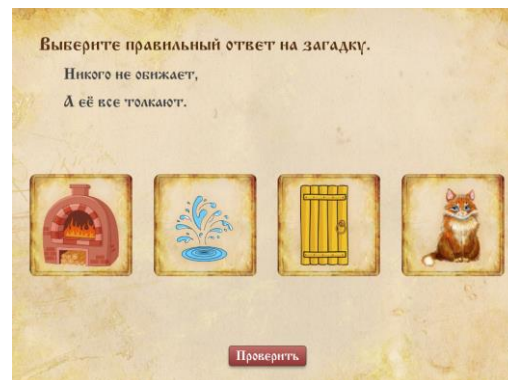 Выберите правильный ответ на загадку.
Никого не обижает,
А её все толкают.
Проверить